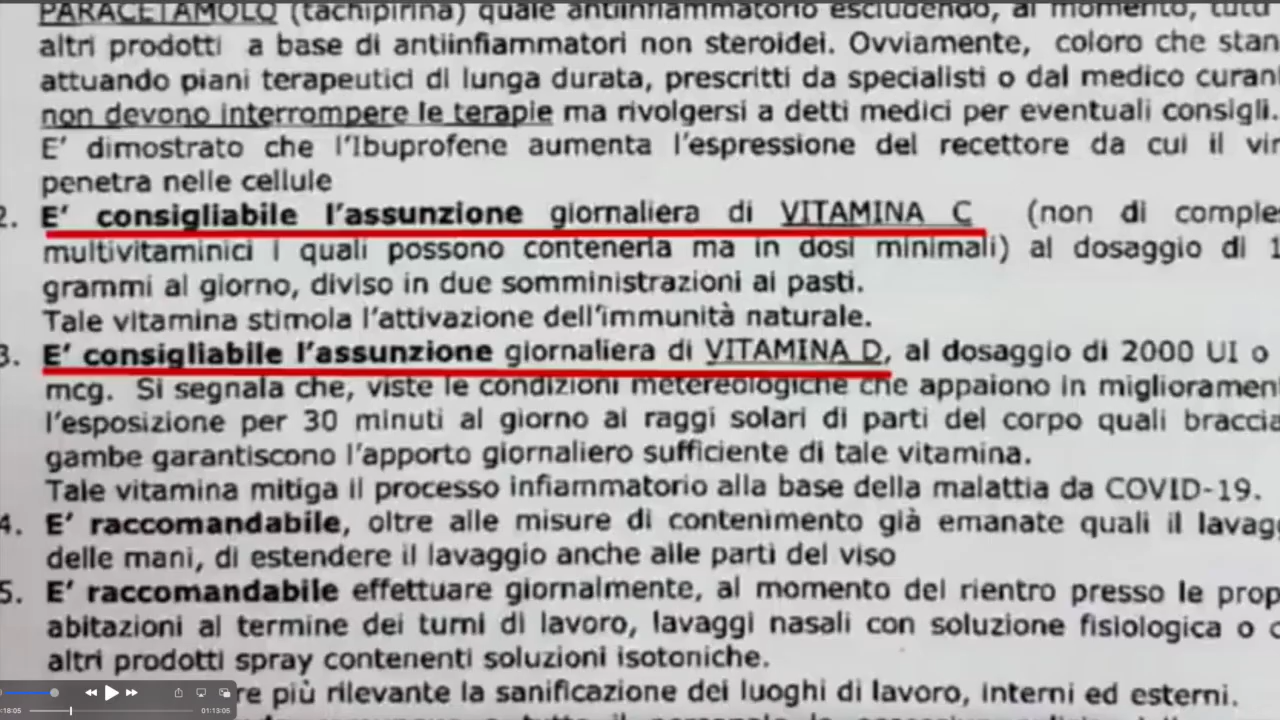 PARACETAMOLO (tachipirina) quale antiinfiammatorio escludendo, al momento, tutti
altri prodotti a base di antiinfiammatori non steroidei. Ovviamente, coloro che stan
attuando piani terapeutici di lunga durata, prescritti da specialisti o dal medico curant
non devono interrompere le terapie ma rivolgersi a detti medici per eventuali consigli.
E' dimostrato che l'Ibuprofene aumenta l'espressione del recettore da cui il vir
penetra nelle cellule
2. E' consigliabile l'assunzione giornaliera di VITAMINA C (non di comple
multivitaminici i quali possono contenerla ma in dosi minimali) al dosaggio di 1
grammi al giorno, diviso in due somministrazioni ai pasti.
Tale vitamina stimola l'attivazione dell'immunità naturale.
3. E' consigliabile l'assunzione giornaliera di VITAMINA D, al dosaggio di 2000 UI o
mcg. Si segnala che, viste le condizioni metereologiche che appaiono in migliorament
l'esposizione per 30 minuti al giorno ai raggi solari di parti del corpo quali braccia
gambe garantiscono l'apporto giornaliero sufficiente di tale vitamina.
Tale vitamina mitiga il processo infiammatorio alla base della malattia da COVID-19.
4. E' raccomandabile, oltre alle misure di contenimento già emanate quali il lavagg
delle mani, di estendere il lavaggio anche alle parti del viso
5. E' raccomandabile effettuare giornalmente, al momento del rientro presso le prop
abitazioni al termine dei turni di lavoro, lavaggi nasali con soluzione fisiologica o c
altri prodotti spray contenenti soluzioni isotoniche.
re più rilevante la sanificazione dei luoghi di lavoro, interni ed esterni.
18:05 01:13:05